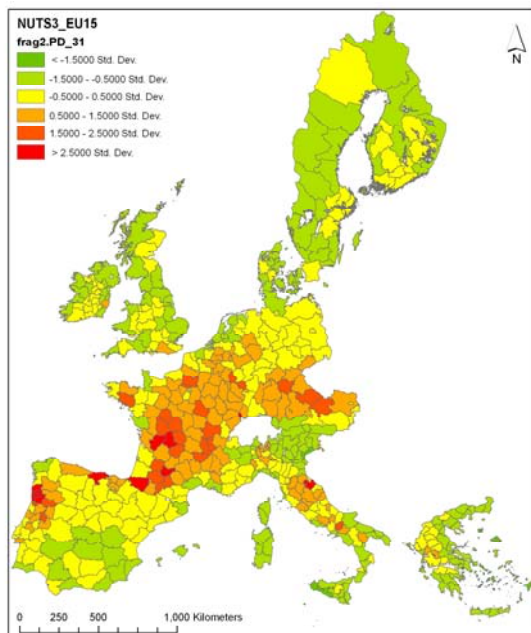 NUTS3_EU15
frag2.PD_31
< -1.5000 Std. Dev.
-1.5000 - -0.5000 Std. Dev.
-0.5000 - 0.5000 Std. Dev.
0.5000 - 1.5000 Std. Dev.
1.5000 - 2.5000 Std. Dev.
> 2.5000 Std. Dev.
N
0 250 500 1,000 Kilometers